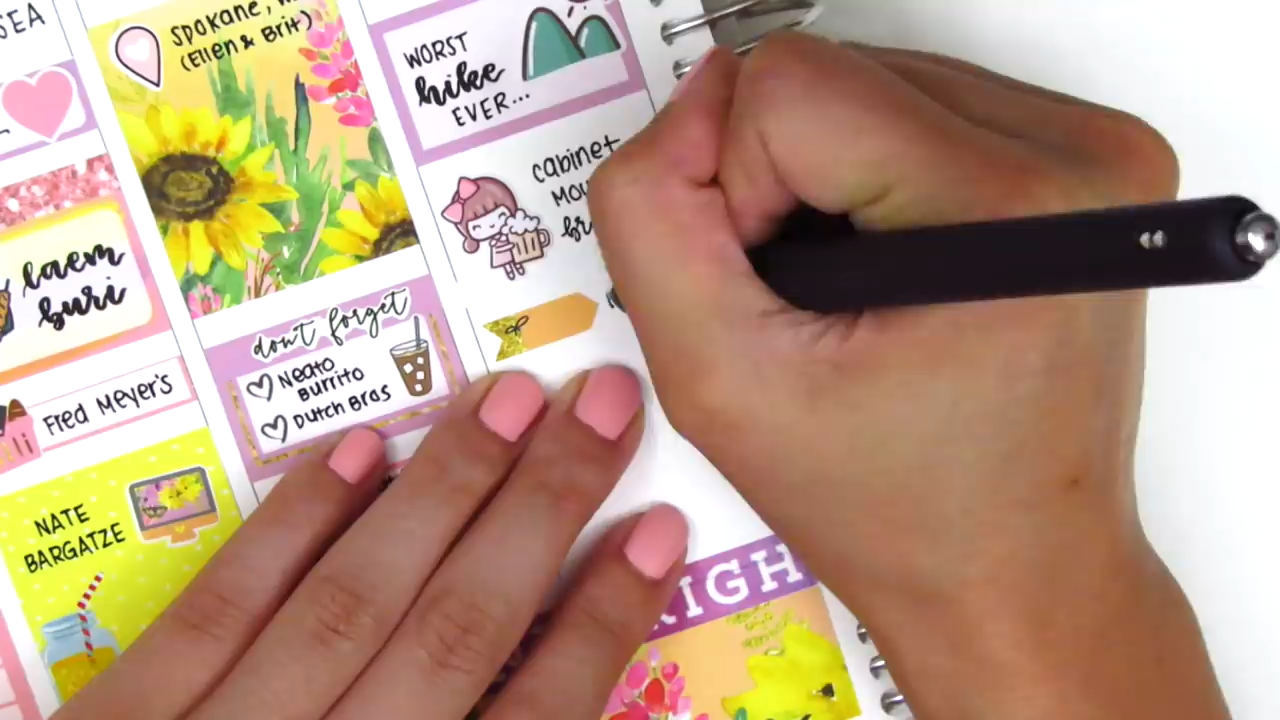 SEA
Spokane,
(Ellen & Brit)
WORST
hike
EVER...
cabinet
laem
buri
don't forget
Neato
Burrito
Dutch Bros
Fred Meyer's
NATE
BARGATZE